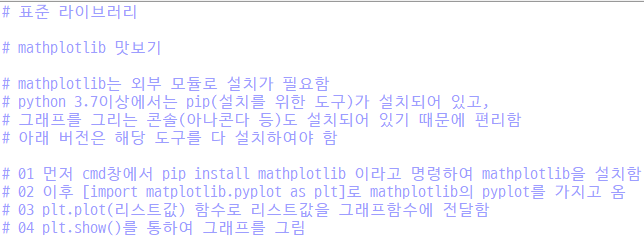 # 표준 라이브러리
# mathplotlib 맛보기
# mathplotlib는 외부 모듈로 설치가 필요함
# python 3.7이상에서는 pip(설치를 위한 도구)가 설치되어 있고,
# 그래프를 그리는 콘솔(아나콘다 등)도 설치되어 있기 때문에 편리함
# 아래 버전은 해당 도구를 다 설치하여야 함
# 01 먼저 cmd창에서 pip install mathplotlib 이라고 명령하여 mathplotlib을 설치함
# 02 이후 [import matplotlib.pyplot as plt]로 mathplotlib의 pyplot를 가지고 옴
# 03 plt.plot(리스트값) 함수로 리스트값을 그래프함수에 전달함
# 04 plt.show()를 통하여 그래프를 그림